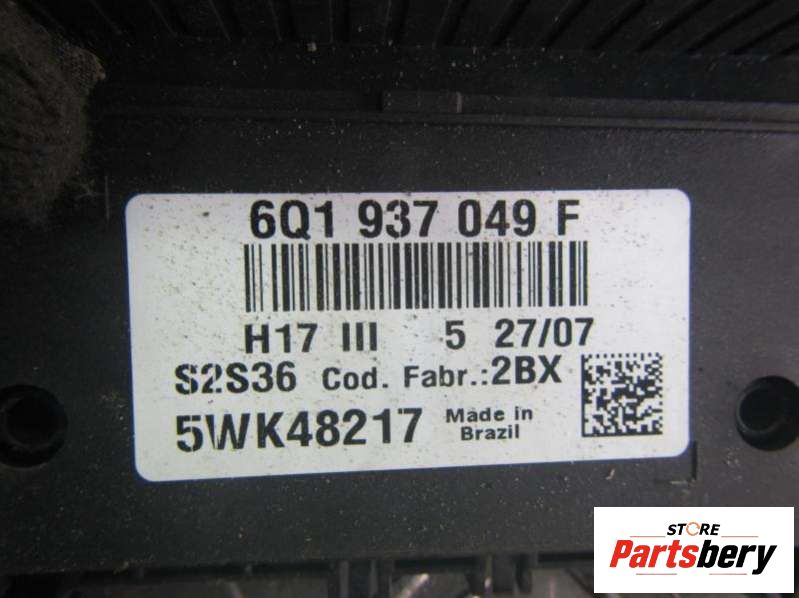 6Q1 937 049 F
H17 III 5 27/07
S2S36 Cod. Fabr.:2BX
5WK48217 Made in
Brazil
STORE
Partsbery